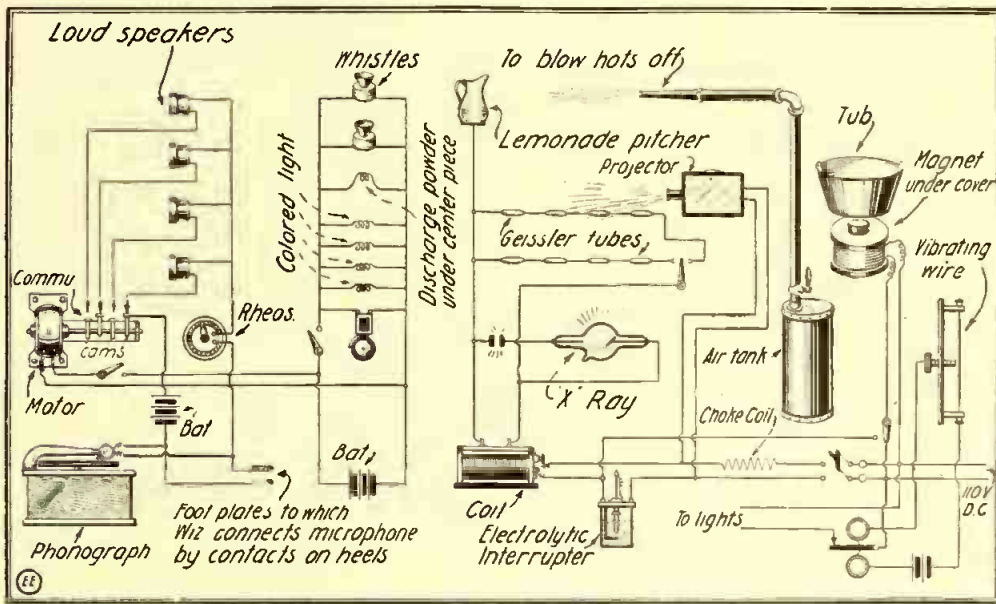 Loud speakers
Whistles
To blow hots off
Lemonade pitcher
Projector
Tub
Magnet
under cover
Vibrating
wire
Colored light
Discharge powder
under center piece
Geissler tubes
Commu
Rheos.
cams
Motor
Bat
Air tank
"X" Ray
Choke Coil
Bat
Phonograph
Foot plates to which
Wiz connects microphone
by contacts on heels
Coil
Electrolytic
Interrupter
To lights
110V
D.C
EE